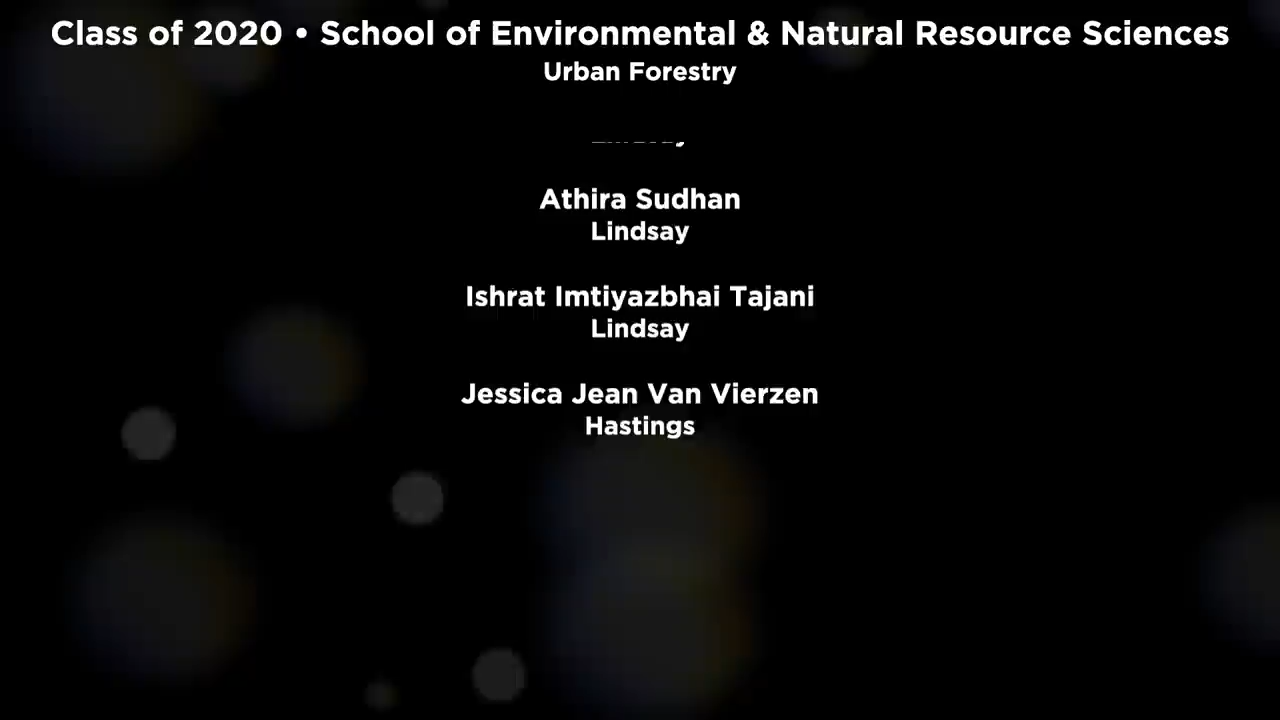 Class of 2020 • School of Environmental & Natural Resource Sciences
Urban Forestry
Athira Sudhan
Lindsay
Ishrat Imtiyazbhai Tajani
Lindsay
Jessica Jean Van Vierzen
Hastings